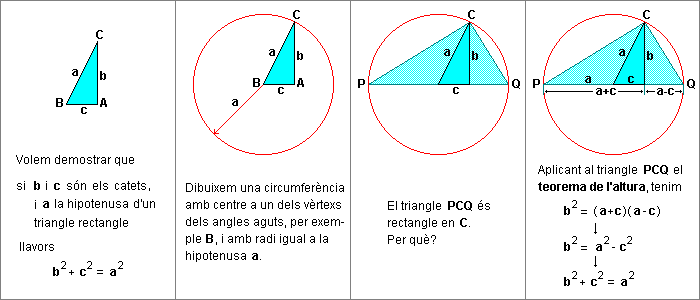 C
a
b
B
c
A
Volem demostrar que
si b i c són els catets,
i a la hipotenusa d'un
triangle rectangle
llavors
b² + c² = a²
C
a
b
B
c
A
a
Dibuixem una circumferència
amb centre a un dels vèrtexs
dels angles aguts, per exem-
ple B, i amb radi igual a la
hipotenusa a.
C
a
b
P
c
Q
El triangle PCQ és
rectangle en C.
Per què?
C
a
b
P
a
c
Q
a+c
a-c
Aplicant al triangle PCQ el
teorema de l'altura, tenim
b² = (a+c)(a-c)
↓
b² = a² - c²
↓
b² + c² = a²